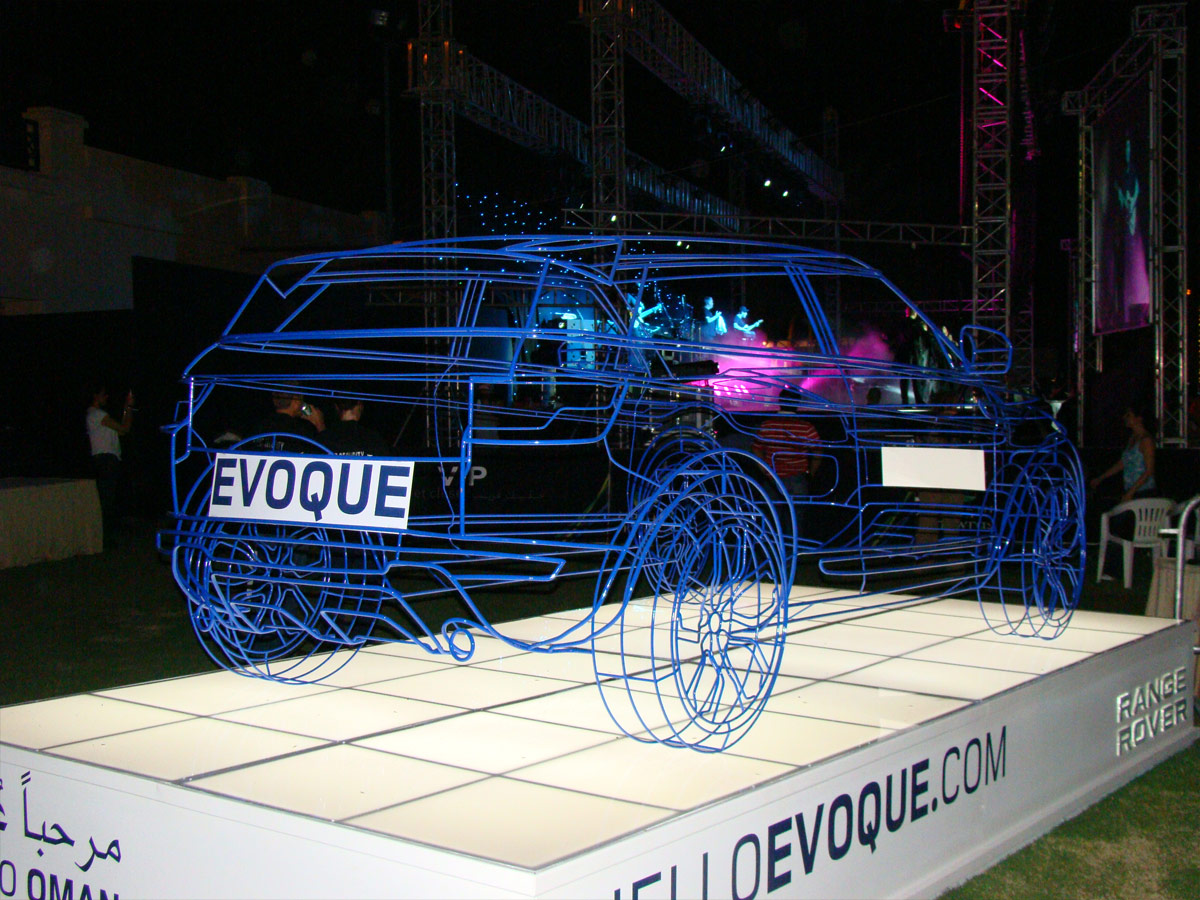 EVOQUE
VIP
مرحباً
O OMAN
HELLOEVOQUE.COM
RANGE
ROVER